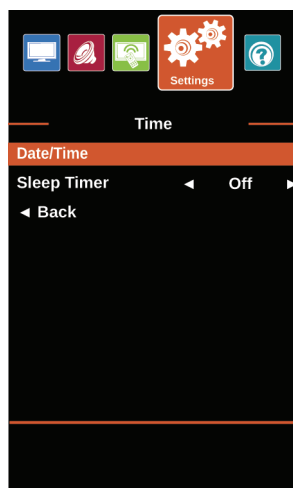 Settings
Time
Date/Time
Sleep Timer ◄ Off ►
◄ Back